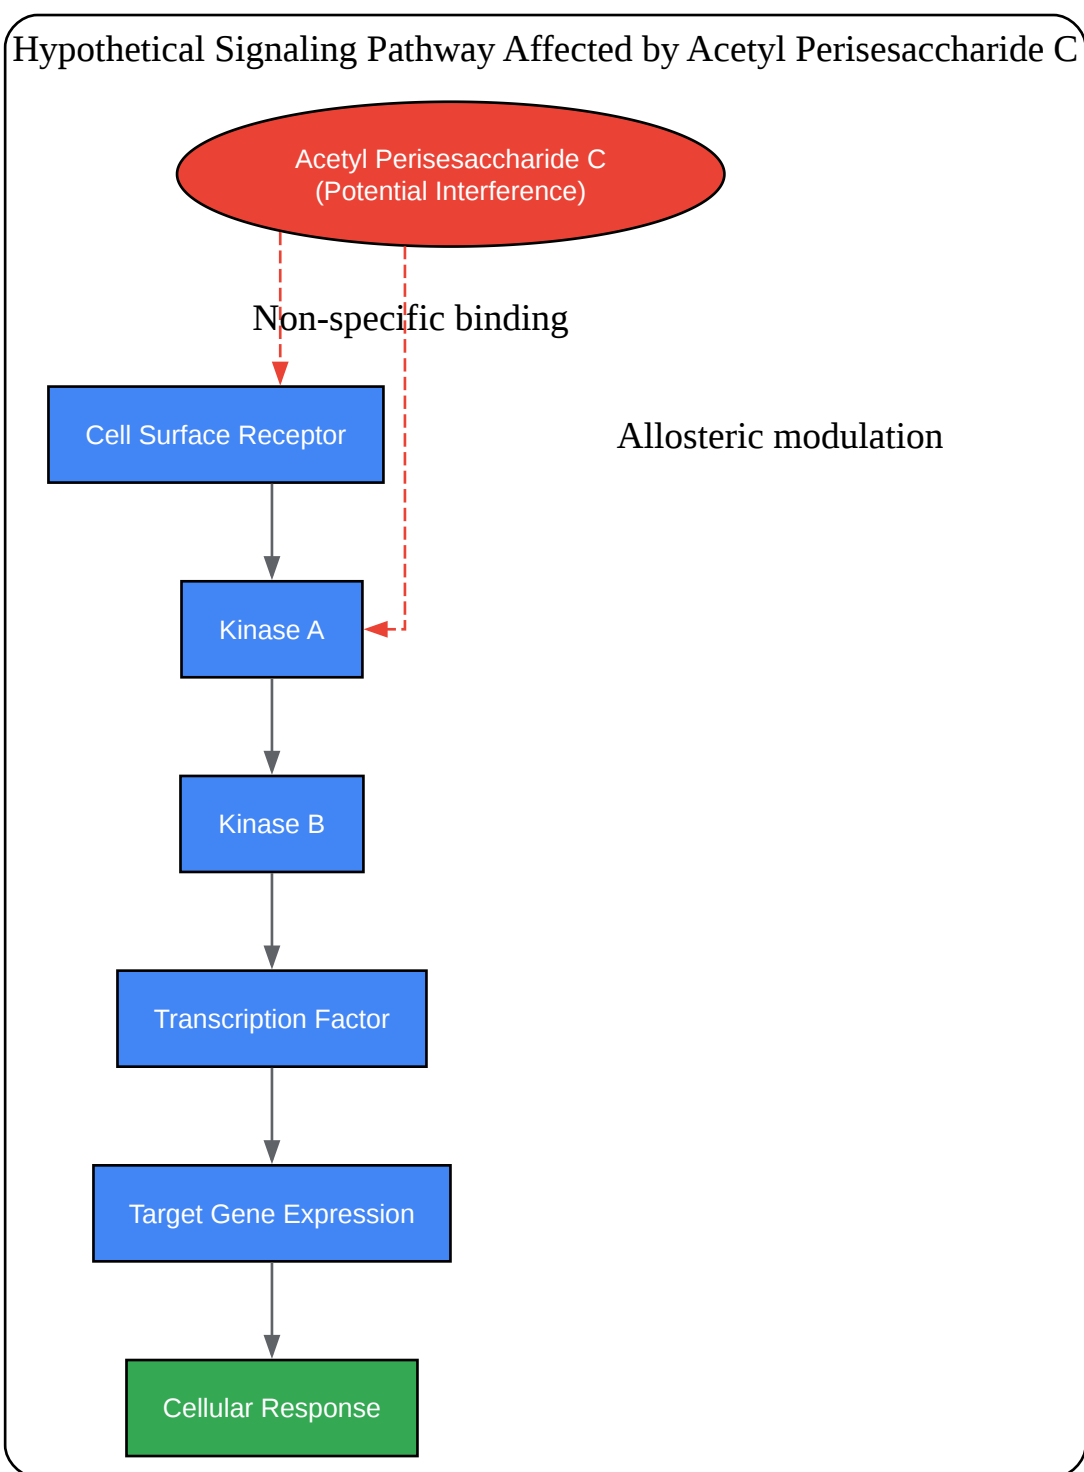 Hypothetical Signaling Pathway Affected by Acetyl Perisesaccharide C
Acetyl Perisesaccharide C
(Potential Interference)
Non-specific binding
Cell Surface Receptor
Allosteric modulation
Kinase A
Kinase B
Transcription Factor
Target Gene Expression
Cellular Response